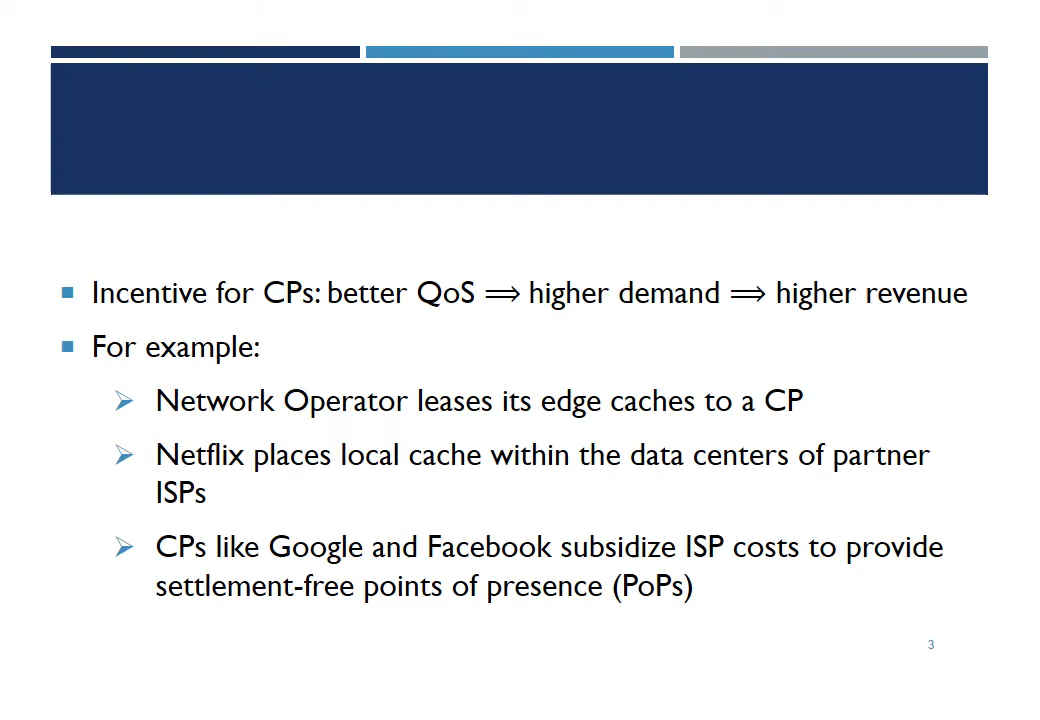 Incentive for CPs: better QoS ⟹ higher demand ⟹ higher revenue
For example:
Network Operator leases its edge caches to a CP
Netflix places local cache within the data centers of partner
ISPs
CPs like Google and Facebook subsidize ISP costs to provide
settlement-free points of presence (PoPs)
3